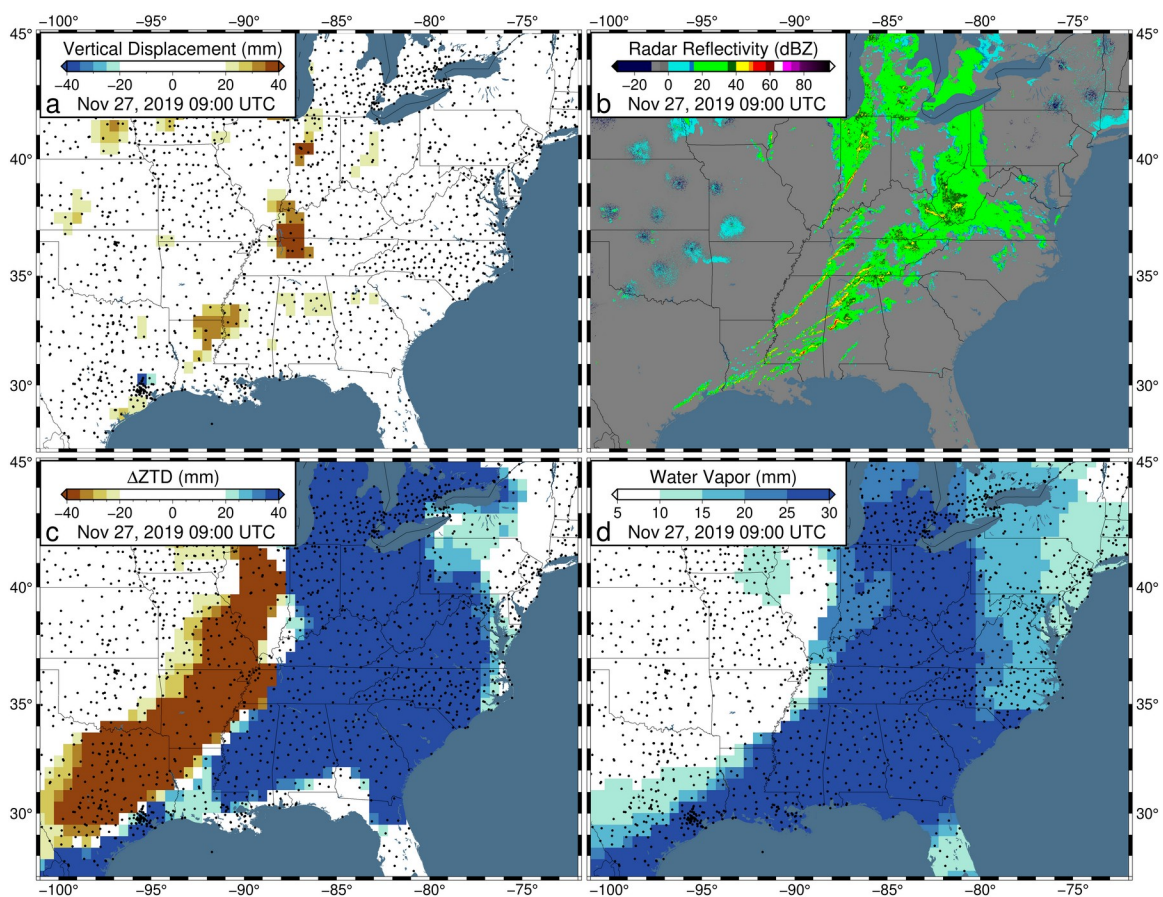 −100° −95° −90° −85° −80° −75° −100° −95° −90° −85° −80° −75°
45° 45°
Vertical Displacement (mm) Radar Reflectivity (dBZ)
−40 −20 0 20 40 −20 0 20 40 60 80
a Nov 27, 2019 09:00 UTC b Nov 27, 2019 09:00 UTC
40° 40°
35° 35°
30° 30°
45° 45°
ΔZTD (mm) Water Vapor (mm)
−40 −20 0 20 40 5 10 15 20 25 30
c Nov 27, 2019 09:00 UTC d Nov 27, 2019 09:00 UTC
40° 40°
35° 35°
30° 30°
−100° −95° −90° −85° −80° −75° −100° −95° −90° −85° −80° −75°